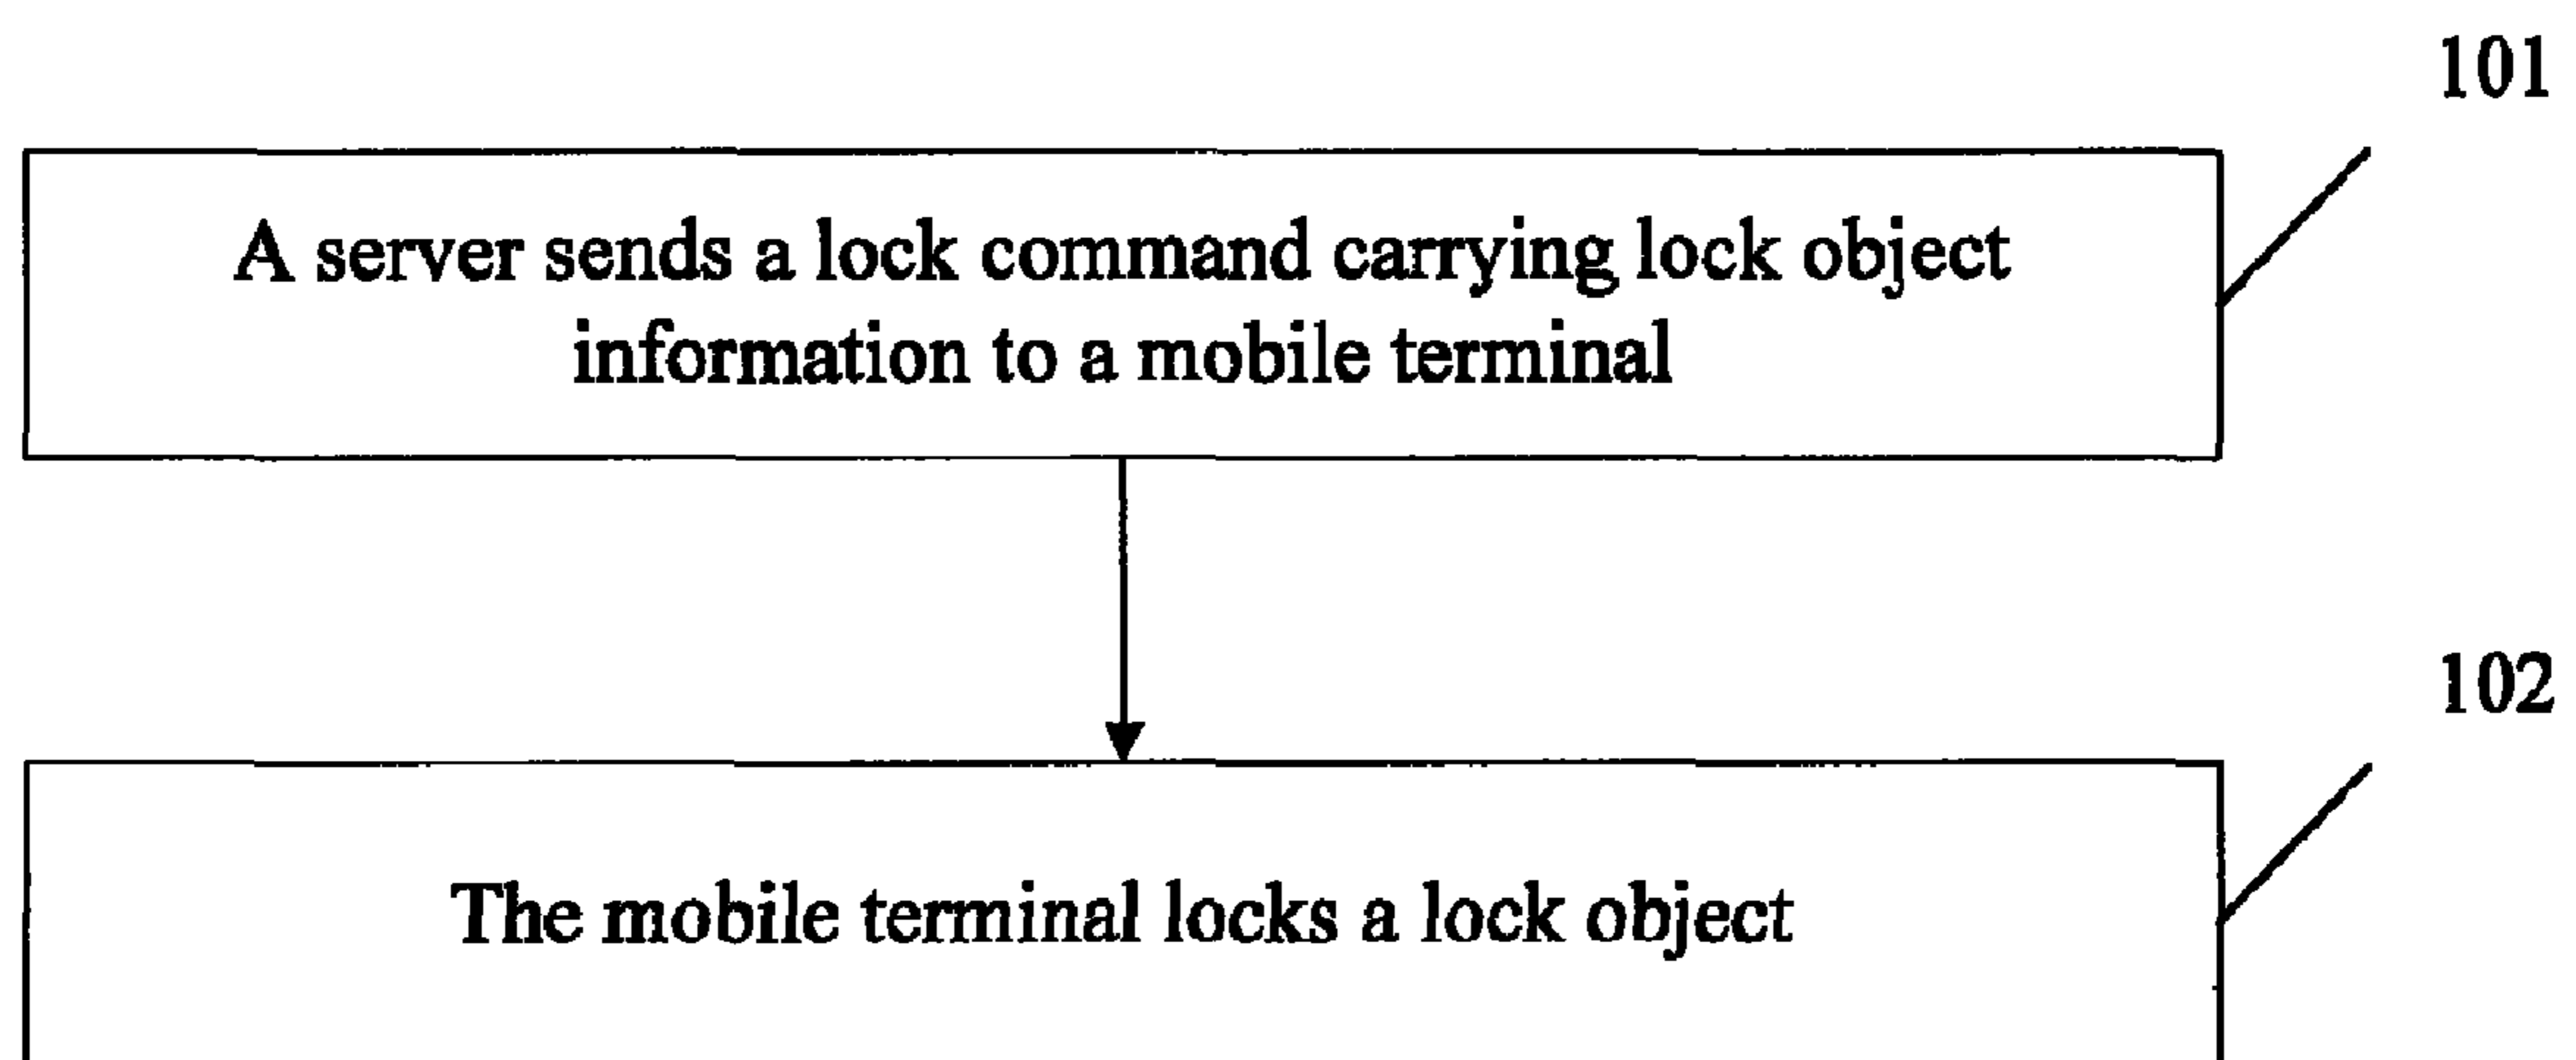 101
A server sends a lock command carrying lock object
information to a mobile terminal
102
The mobile terminal locks a lock object